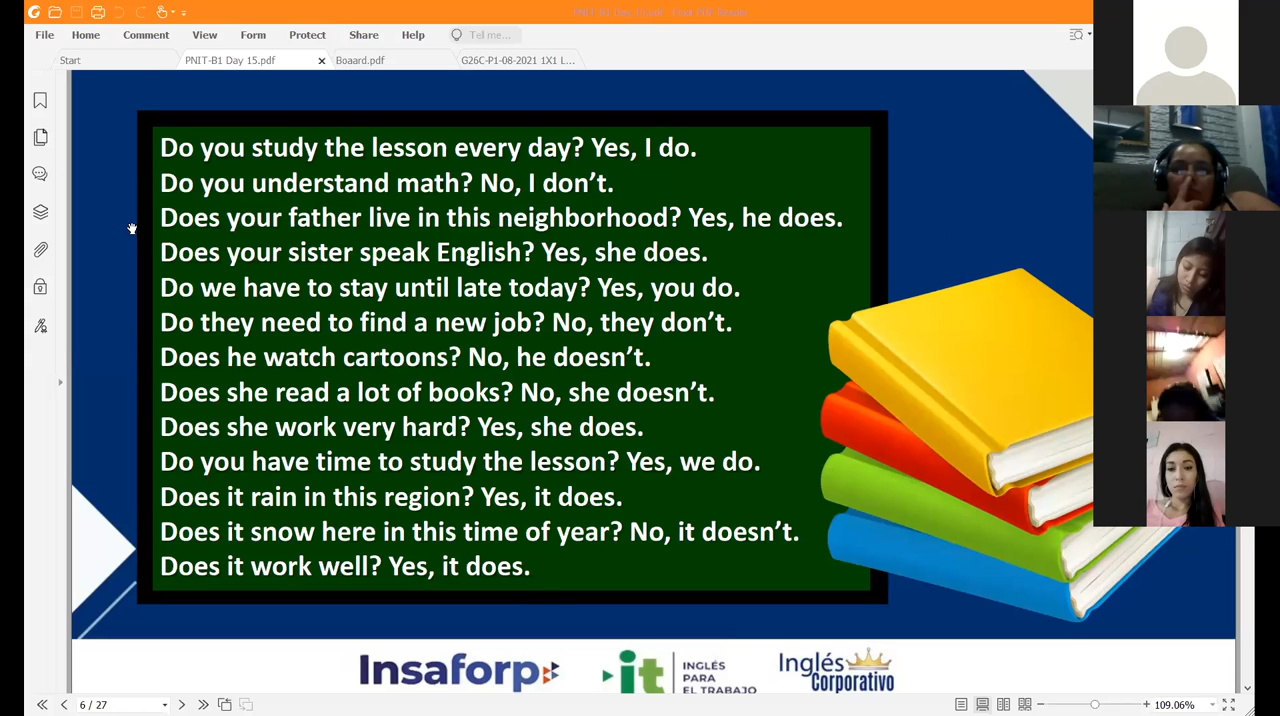 File Home Comment View Form Protect Share Help Tell me...
Start PNIT-B1 Day 15.pdf Boaard.pdf G26C-P1-08-2021 1X1 L...
Do you study the lesson every day? Yes, I do.
Do you understand math? No, I don't.
Does your father live in this neighborhood? Yes, he does.
Does your sister speak English? Yes, she does.
Do we have to stay until late today? Yes, you do.
Do they need to find a new job? No, they don't.
Does he watch cartoons? No, he doesn't.
Does she read a lot of books? No, she doesn't.
Does she work very hard? Yes, she does.
Do you have time to study the lesson? Yes, we do.
Does it rain in this region? Yes, it does.
Does it snow here in this time of year? No, it doesn't.
Does it work well? Yes, it does.
Insaforp
it
INGLÉS
PARA
EL TRABAJO
Inglés
Corporativo
6 / 27 109.06%